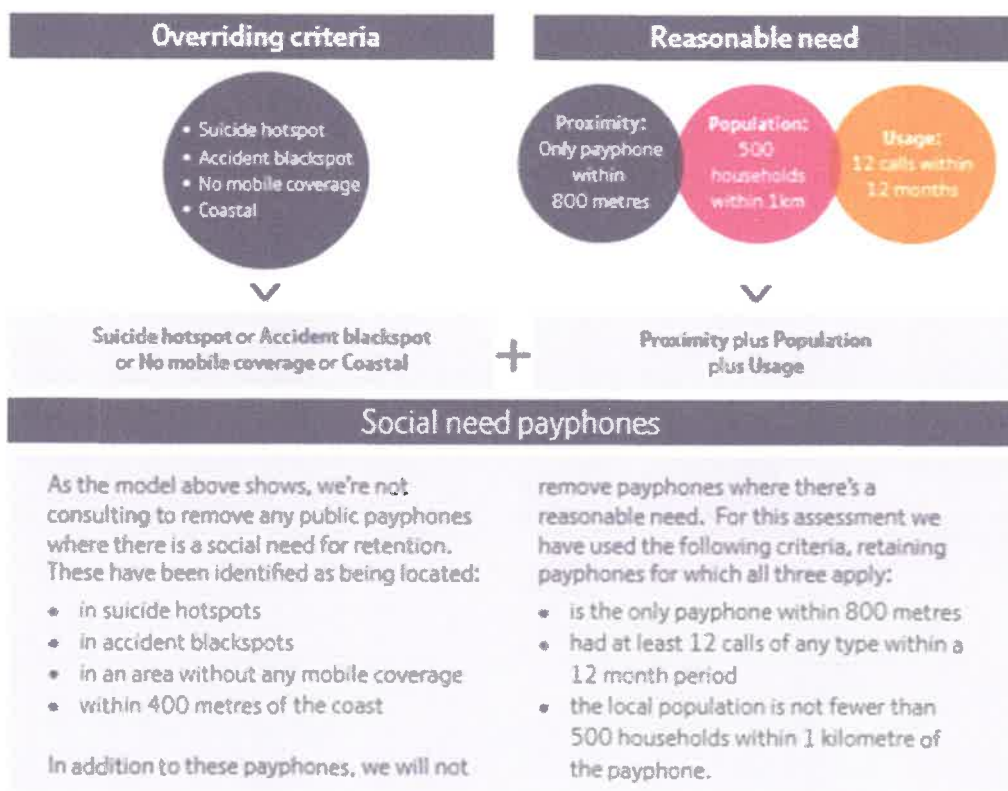 Overriding criteria
• Suicide hotspot
• Accident blackspot
• No mobile coverage
• Coastal
Suicide hotspot or Accident blackspot
or No mobile coverage or Coastal
+
Reasonable need
Proximity:
Only payphone
within
800 metres
Population:
500
households
within 1km
Usage:
12 calls within
12 months
Proximity plus Population
plus Usage
Social need payphones
As the model above shows, we're not
consulting to remove any public payphones
where there is a social need for retention.
These have been identified as being located:
• in suicide hotspots
• in accident blackspots
• in an area without any mobile coverage
• within 400 metres of the coast
In addition to these payphones, we will not
remove payphones where there's a
reasonable need. For this assessment we
have used the following criteria, retaining
payphones for which all three apply:
• is the only payphone within 800 metres
• had at least 12 calls of any type within a
12 month period
• the local population is not fewer than
500 households within 1 kilometre of
the payphone.